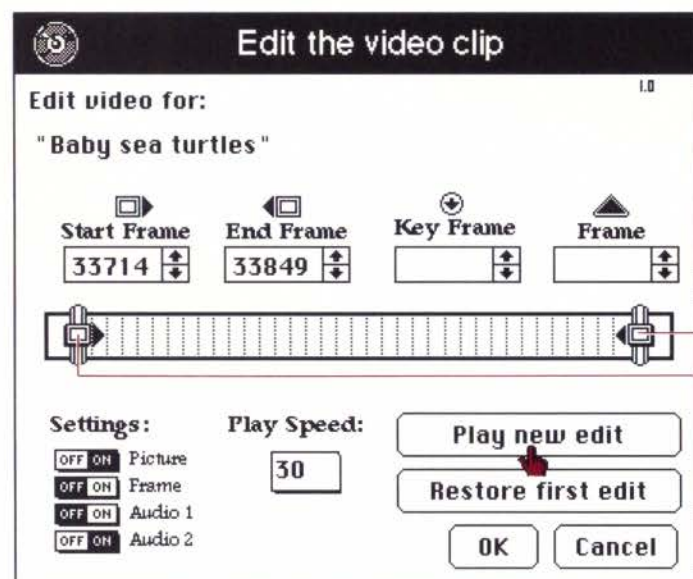 Edit the video clip
1.0
Edit video for:
"Baby sea turtles"
Start Frame End Frame Key Frame Frame
33714 33849
Settings: Play Speed:
OFF ON Picture
OFF ON Frame
OFF ON Audio 1
OFF ON Audio 2
30
Play new edit
Restore first edit
OK Cancel